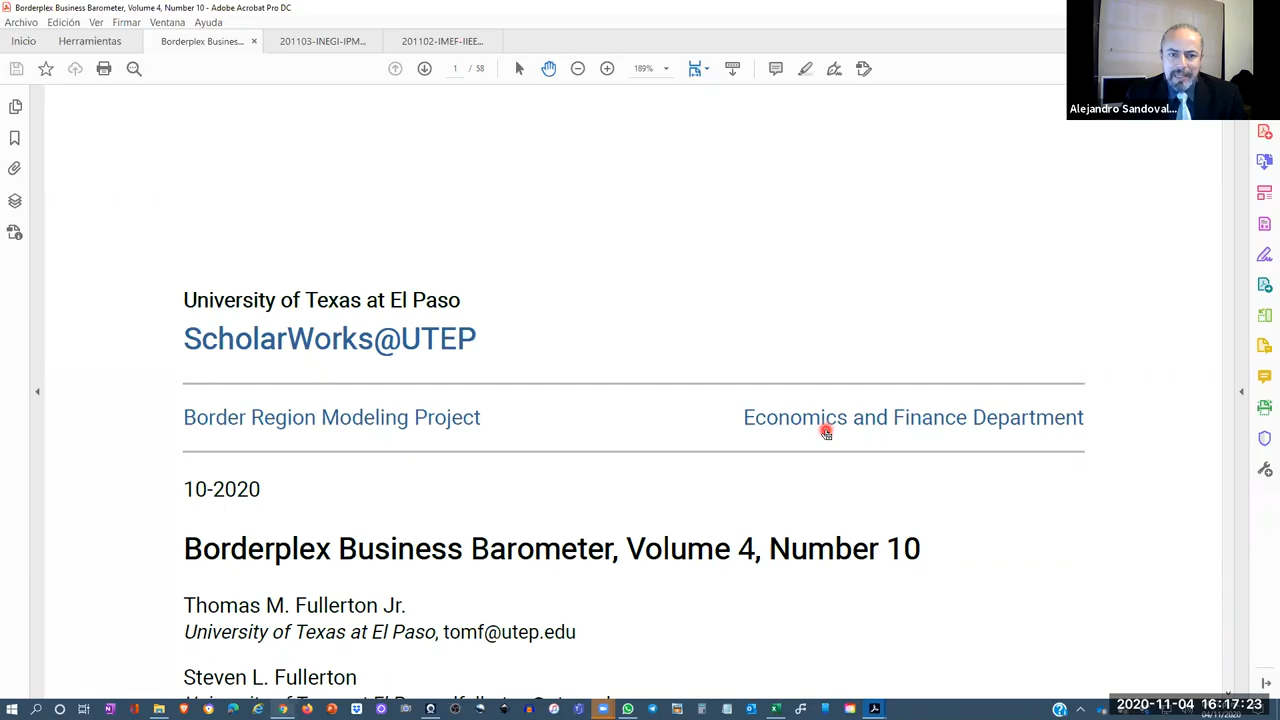 Borderplex Business Barometer, Volume 4, Number 10 - Adobe Acrobat Pro DC
Archivo Edición Ver Firmar Ventana Ayuda
Inicio Herramientas Borderplex Busines... × 201103-INEGI-IPM... 201102-IMEF-IIEE...
1 / 58 189%
Alejandro Sandoval...
University of Texas at El Paso
ScholarWorks@UTEP
Border Region Modeling Project Economics and Finance Department
10-2020
Borderplex Business Barometer, Volume 4, Number 10
Thomas M. Fullerton Jr.
University of Texas at El Paso, tomf@utep.edu
Steven L. Fullerton
2020-11-04 16:17:23
04/11/2020